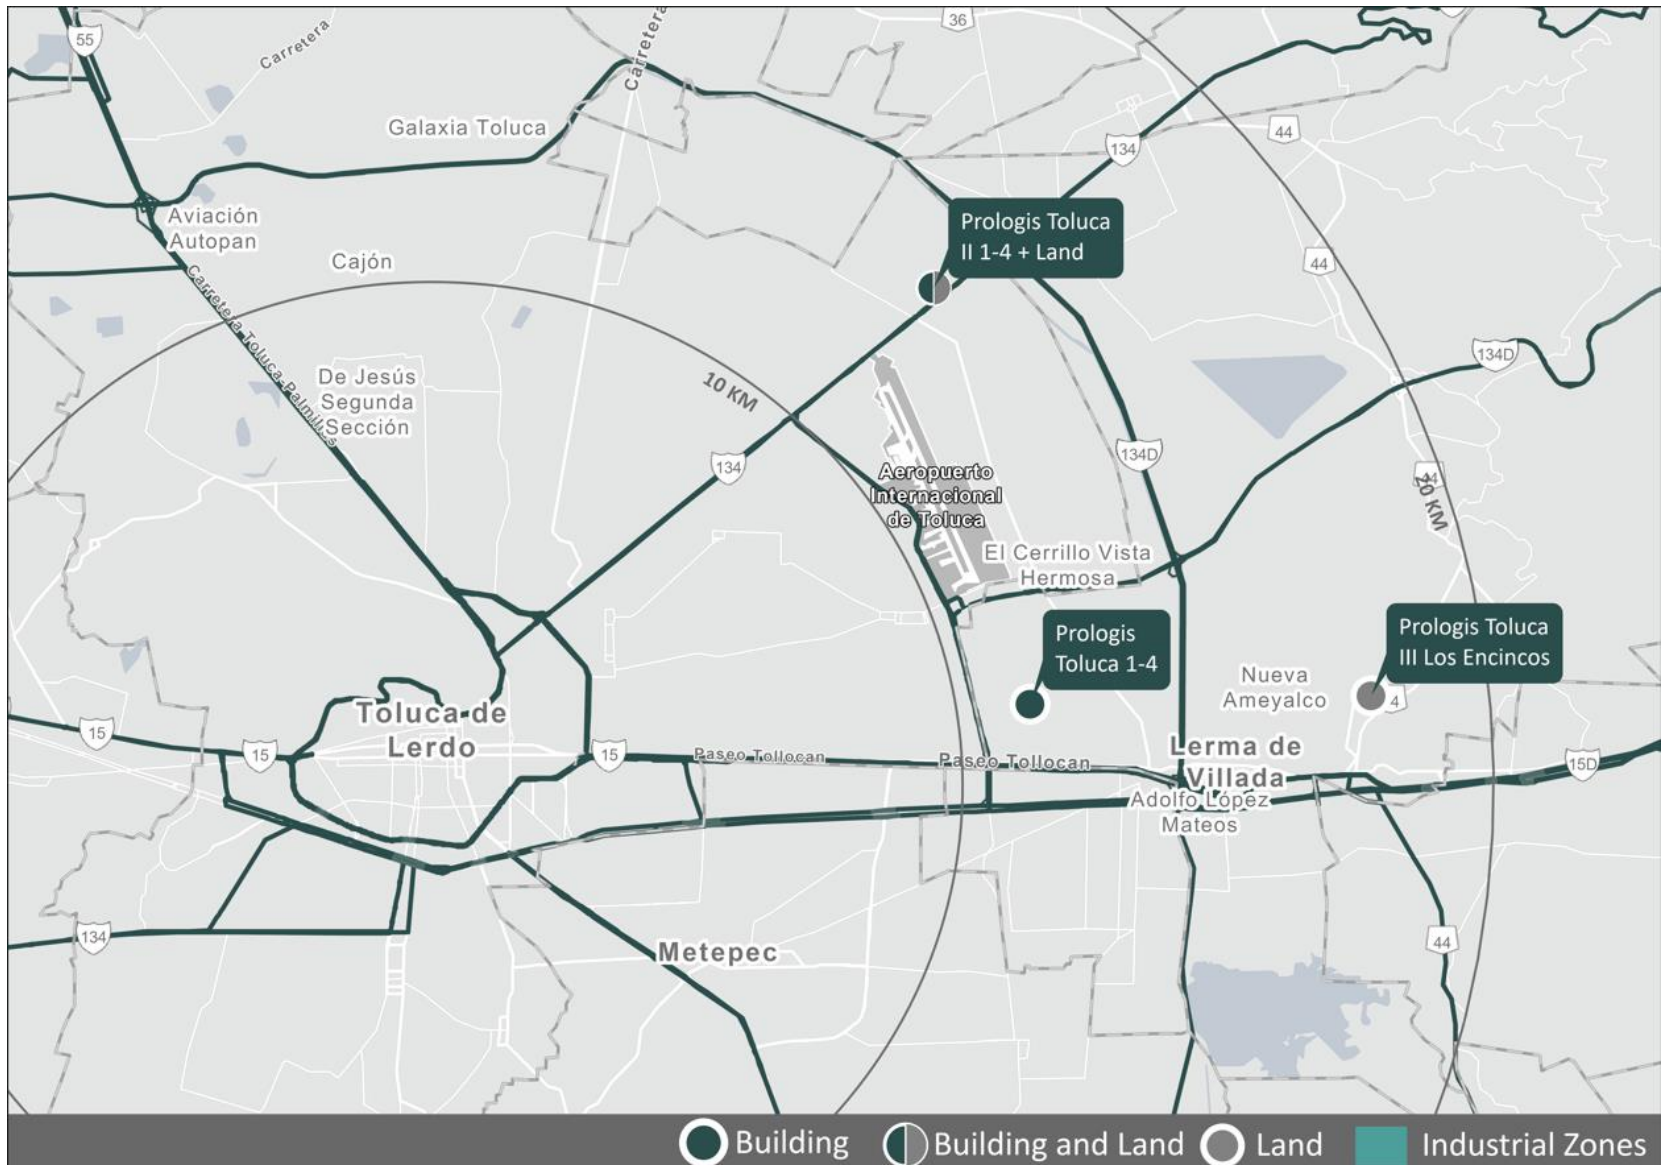 36
55
Carretera
Carretera
Galaxia Toluca
44
134
Aviación
Autopan
Prologis Toluca
II 1-4 + Land
Cajón
44
Carretera Toluca-Palmillas
134D
De Jesús
Segunda
Sección
10 KM
134
134D
Aeropuerto
Internacional
de Toluca
20 KM
El Cerrillo Vista
Hermosa
Prologis
Toluca 1-4
Prologis Toluca
III Los Encincos
Nueva
Ameyalco
4
Toluca de
Lerdo
15
15
15
Paseo Tollocan
Paseo Tollocan
Lerma de
Villada
15D
Adolfo López
Mateos
134
Metepec
44
Building
Building and Land
Land
Industrial Zones